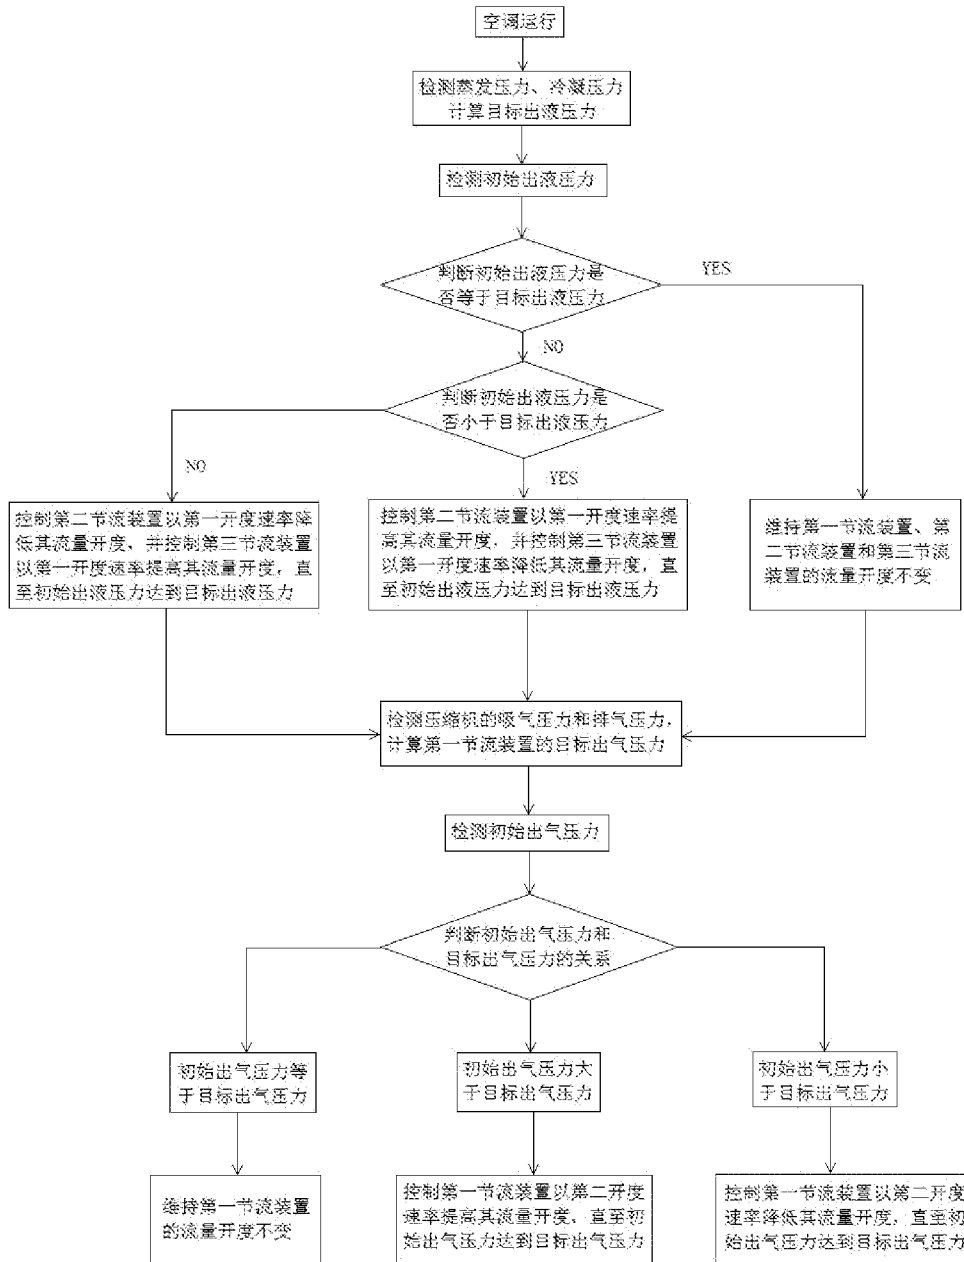 空调运行
检测蒸发压力、冷凝压力
计算目标出液压力
检测初始出液压力
判断初始出液压力是
否等于目标出液压力
YES
NO
判断初始出液压力是
否小于目标出液压力
NO
YES
控制第二节流装置以第一开度速率降
低其流量开度，并控制第三节流装置
以第一开度速率提高其流量开度，直
至初始出液压力达到目标出液压力
控制第二节流装置以第一开度速率提
高其流量开度，并控制第三节流装置
以第一开度速率降低其流量开度，直
至初始出液压力达到目标出液压力
维持第一节流装置、第
二节流装置和第三节流
装置的流量开度不变
检测压缩机的吸气压力和排气压力，
计算第一节流装置的目标出气压力
检测初始出气压力
判断初始出气压力和
目标出气压力的关系
初始出气压力等
于目标出气压力
初始出气压力大
于目标出气压力
初始出气压力小
于目标出气压力
维持第一节流装置
的流量开度不变
控制第一节流装置以第二开度
速率提高其流量开度，直至初
始出气压力达到目标出气压力
控制第一节流装置以第二开度
速率降低其流量开度，直至初
始出气压力达到目标出气压力